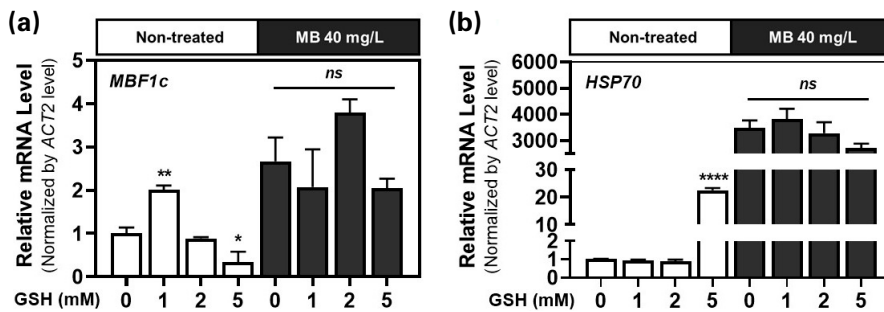 (a)
Non-treated MB 40 mg/L
Relative mRNA Level
(Normalized by ACT2 level)
MBF1c
ns
**
*
5
4
3
2
1
0
GSH (mM) 0 1 2 5 0 1 2 5
(b)
Non-treated MB 40 mg/L
Relative mRNA Level
(Normalized by ACT2 level)
HSP70
ns
****
6000
5000
4000
3000
30
20
10
2
1
0
GSH (mM) 0 1 2 5 0 1 2 5